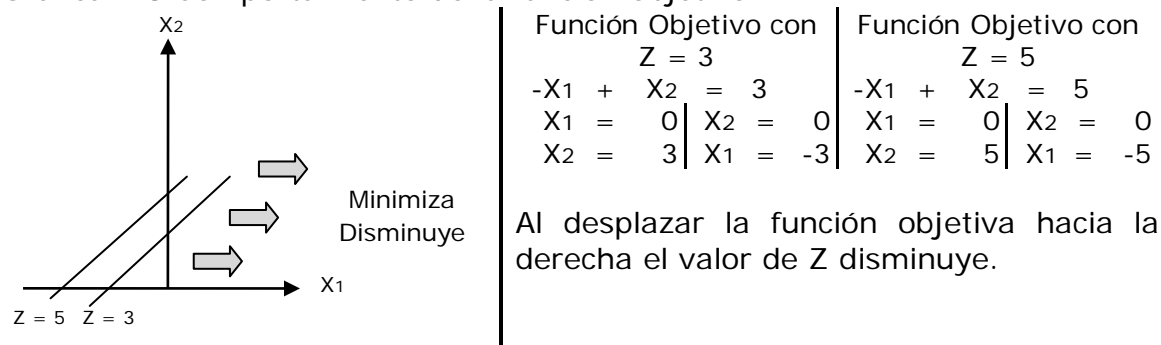 X2
Minimiza
Disminuye
X1
Z = 5 Z = 3
Función Objetivo con
Z = 3
-X1 + X2 = 3
X1 = 0 X2 = 0
X2 = 3 X1 = -3
Función Objetivo con
Z = 5
-X1 + X2 = 5
X1 = 0 X2 = 0
X2 = 5 X1 = -5
Al desplazar la función objetiva hacia la
derecha el valor de Z disminuye.